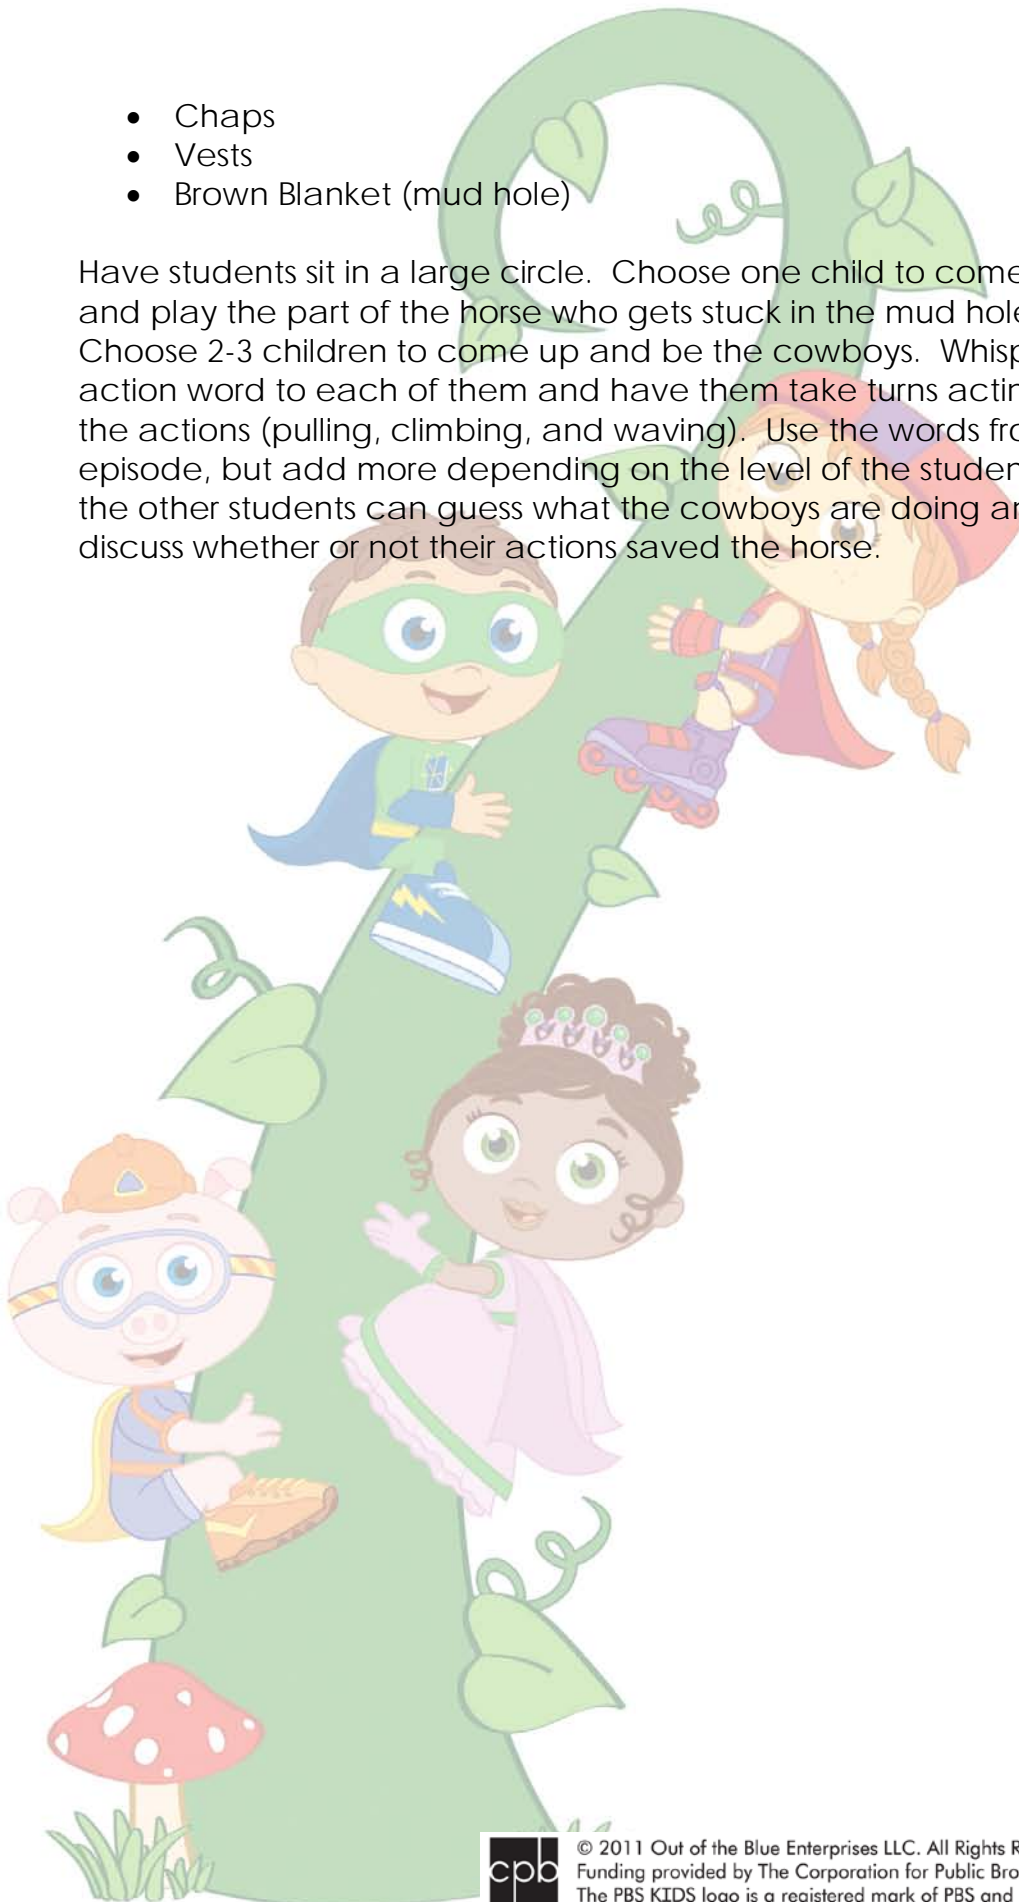 • Chaps
• Vests
• Brown Blanket (mud hole)
Have students sit in a large circle. Choose one child to come
and play the part of the horse who gets stuck in the mud hole
Choose 2-3 children to come up and be the cowboys. Whisp
action word to each of them and have them take turns actin
the actions (pulling, climbing, and waving). Use the words fro
episode, but add more depending on the level of the studen
the other students can guess what the cowboys are doing an
discuss whether or not their actions saved the horse.
cpb
© 2011 Out of the Blue Enterprises LLC. All Rights R
Funding provided by The Corporation for Public Bro
The PBS KIDS logo is a registered mark of PBS and